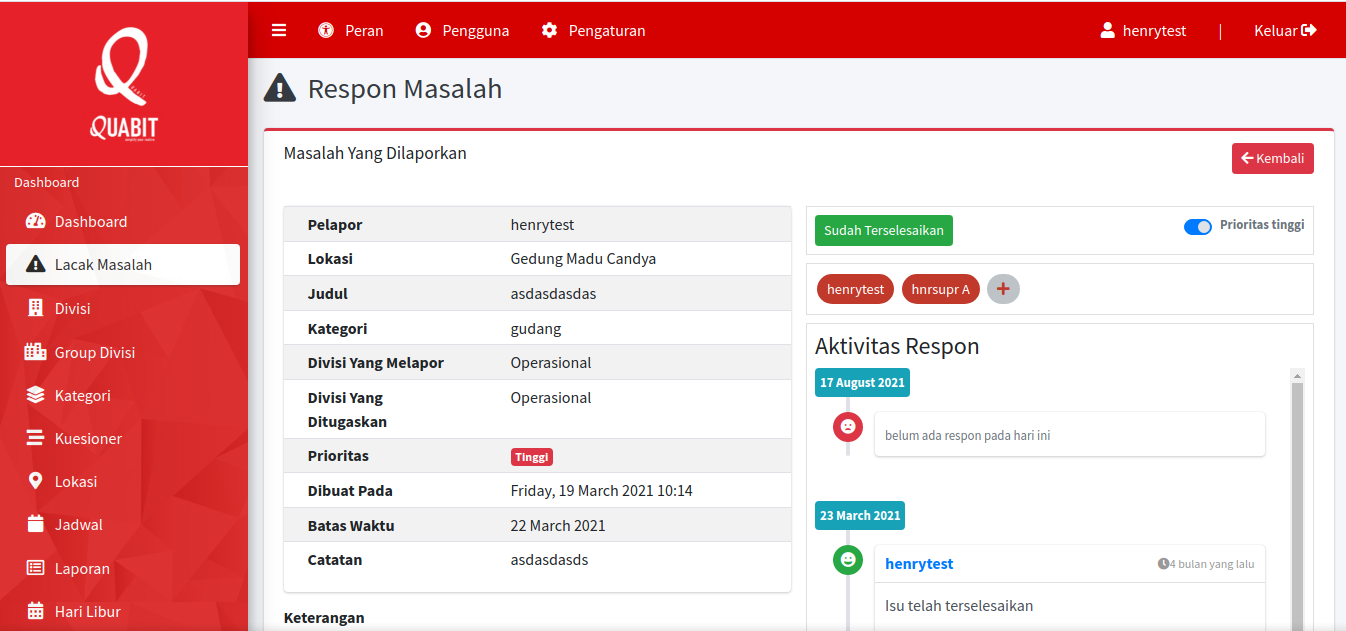 Peran Pengguna Pengaturan henrytest | Keluar
QUABIT
Respon Masalah
Masalah Yang Dilaporkan
Kembali
Dashboard
Dashboard
Lacak Masalah
Divisi
Group Divisi
Kategori
Kuesioner
Lokasi
Jadwal
Laporan
Hari Libur
Pelapor henrytest
Lokasi Gedung Madu Candya
Judul asdasdasdas
Kategori gudang
Divisi Yang Melapor Operasional
Divisi Yang Operasional
Ditugaskan
Prioritas Tinggi
Dibuat Pada Friday, 19 March 2021 10:14
Batas Waktu 22 March 2021
Catatan asdasdasds
Keterangan
Sudah Terselesaikan Prioritas tinggi
henrytest hnrsupr A +
Aktivitas Respon
17 August 2021
belum ada respon pada hari ini
23 March 2021
henrytest 4 bulan yang lalu
Isu telah terselesaikan